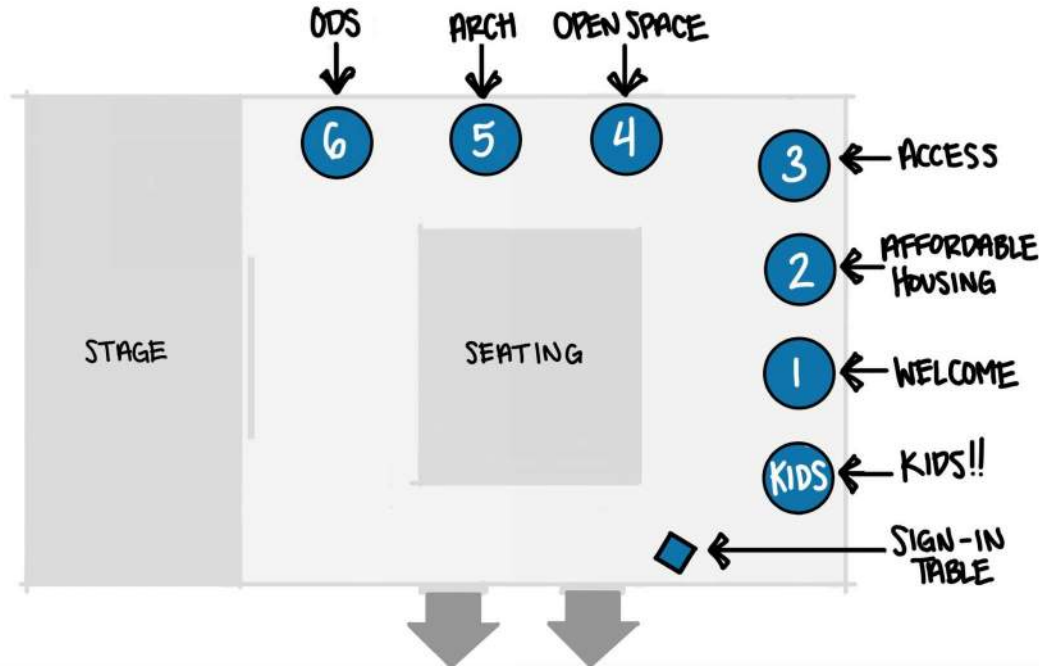 ODS
ARCH
OPEN SPACE
6
5
4
3
ACCESS
2
AFFORDABLE
HOUSING
STAGE
SEATING
1
WELCOME
KIDS
KIDS!!
SIGN-IN
TABLE